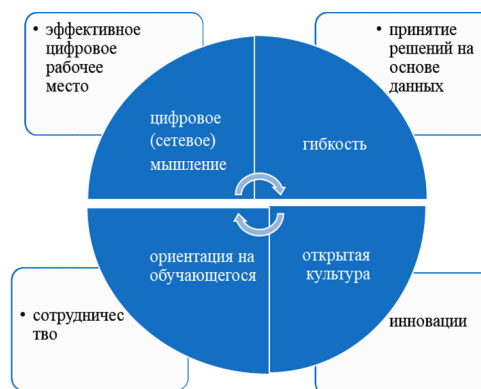 • эффективное
цифровое
рабочее
место
• принятие
решений на
основе
данных
цифровое
(сетевое)
мышление
гибкость
ориентация на
обучающегося
открытая
культура
• сотрудничес
тво
инновации